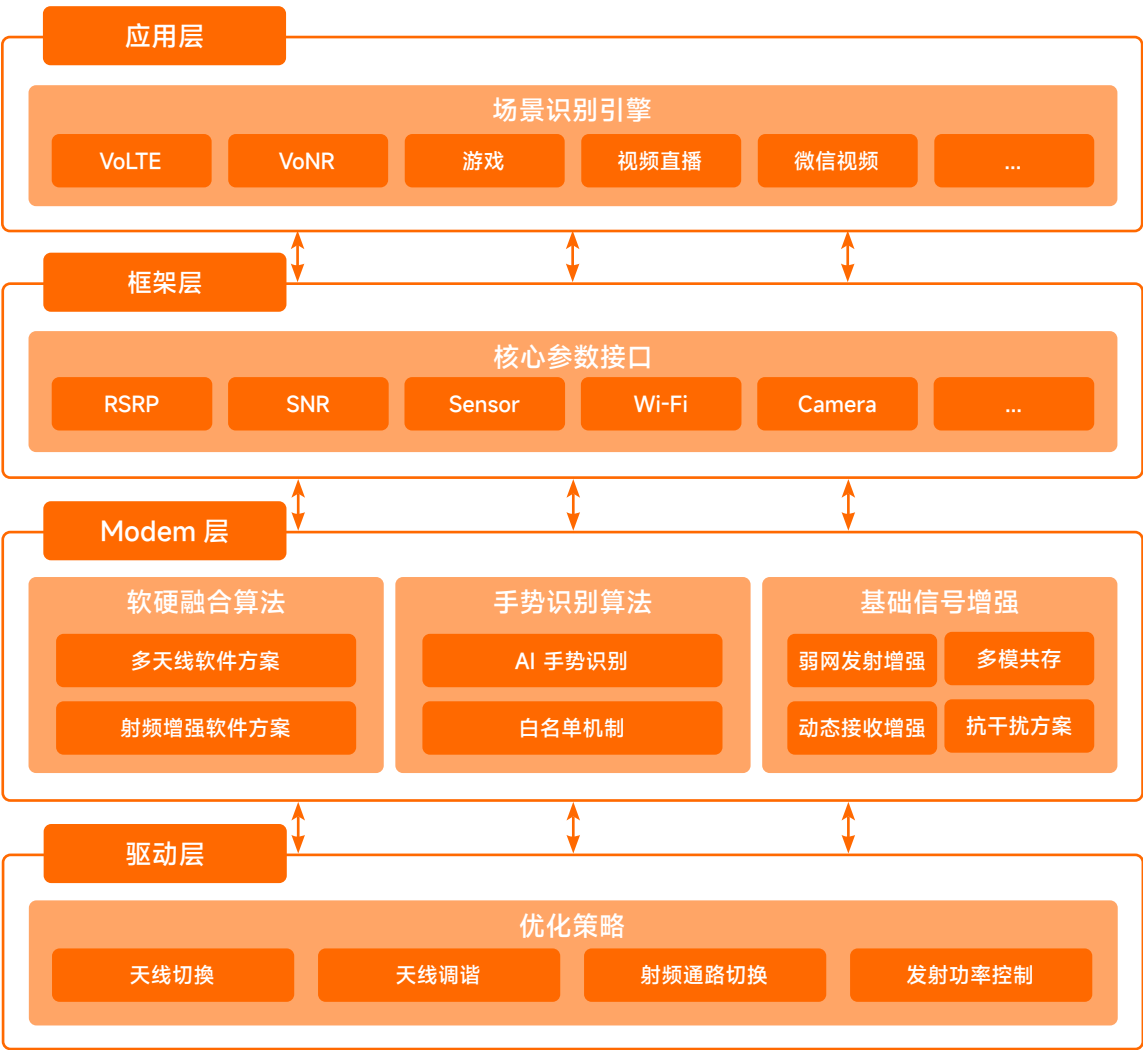 应用层
场景识别引擎
VoLTE
VoNR
游戏
视频直播
微信视频
...
框架层
核心参数接口
RSRP
SNR
Sensor
Wi-Fi
Camera
...
Modem 层
软硬融合算法
多天线软件方案
射频增强软件方案
手势识别算法
AI 手势识别
白名单机制
基础信号增强
弱网发射增强
多模共存
动态接收增强
抗干扰方案
驱动层
优化策略
天线切换
天线调谐
射频通路切换
发射功率控制